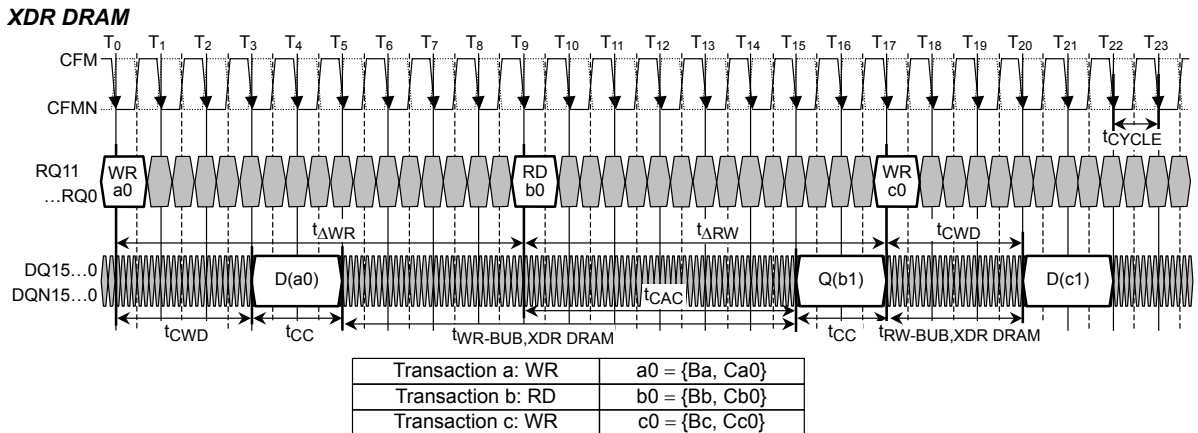 XDR DRAM
T0 T1 T2 T3 T4 T5 T6 T7 T8 T9 T10 T11 T12 T13 T14 T15 T16 T17 T18 T19 T20 T21 T22 T23
CFM
CFMN
tCYCLE
RQ11
…RQ0
WR
a0
RD
b0
WR
c0
tΔWR
tΔRW
tCWD
DQ15…0
DQN15…0
D(a0)
Q(b1)
D(c1)
tCAC
tCWD
tCC
tWR-BUB,XDR DRAM
tCC
tRW-BUB,XDR DRAM
Transaction a: WR a0 = {Ba, Ca0}
Transaction b: RD b0 = {Bb, Cb0}
Transaction c: WR c0 = {Bc, Cc0}